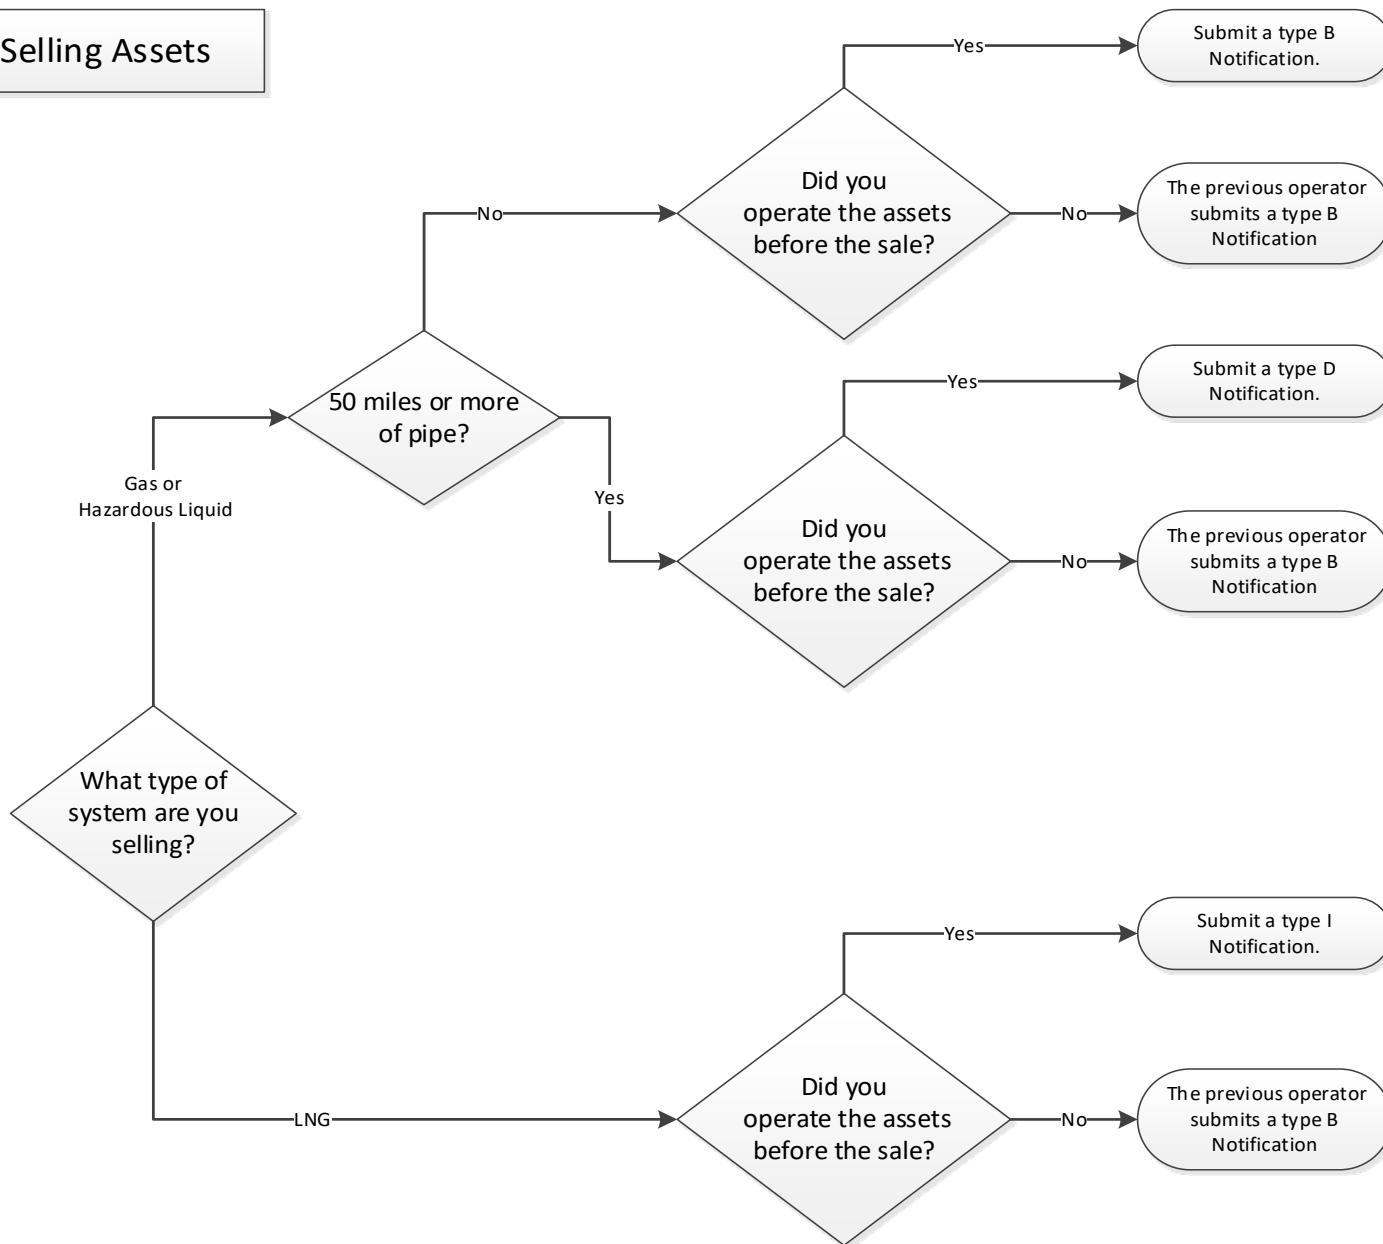 Selling Assets
Yes
Submit a type B
Notification.
Did you
operate the assets
before the sale?
No
No
The previous operator
submits a type B
Notification
50 miles or more
of pipe?
Yes
Submit a type D
Notification.
Gas or
Hazardous Liquid
Yes
Did you
operate the assets
before the sale?
No
The previous operator
submits a type B
Notification
What type of
system are you
selling?
Yes
Submit a type I
Notification.
LNG
Did you
operate the assets
before the sale?
No
The previous operator
submits a type B
Notification